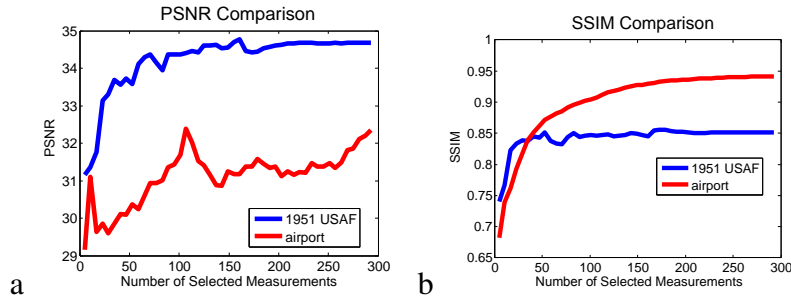 PSNR Comparison
35
34
33
32
31
30
29
PSNR
0 50 100 150 200 250 300
Number of Selected Measurements
1951 USAF
airport
a
SSIM Comparison
1
0.95
0.9
0.85
0.8
0.75
0.7
0.65
SSIM
0 50 100 150 200 250 300
Number of Selected Measurements
1951 USAF
airport
b